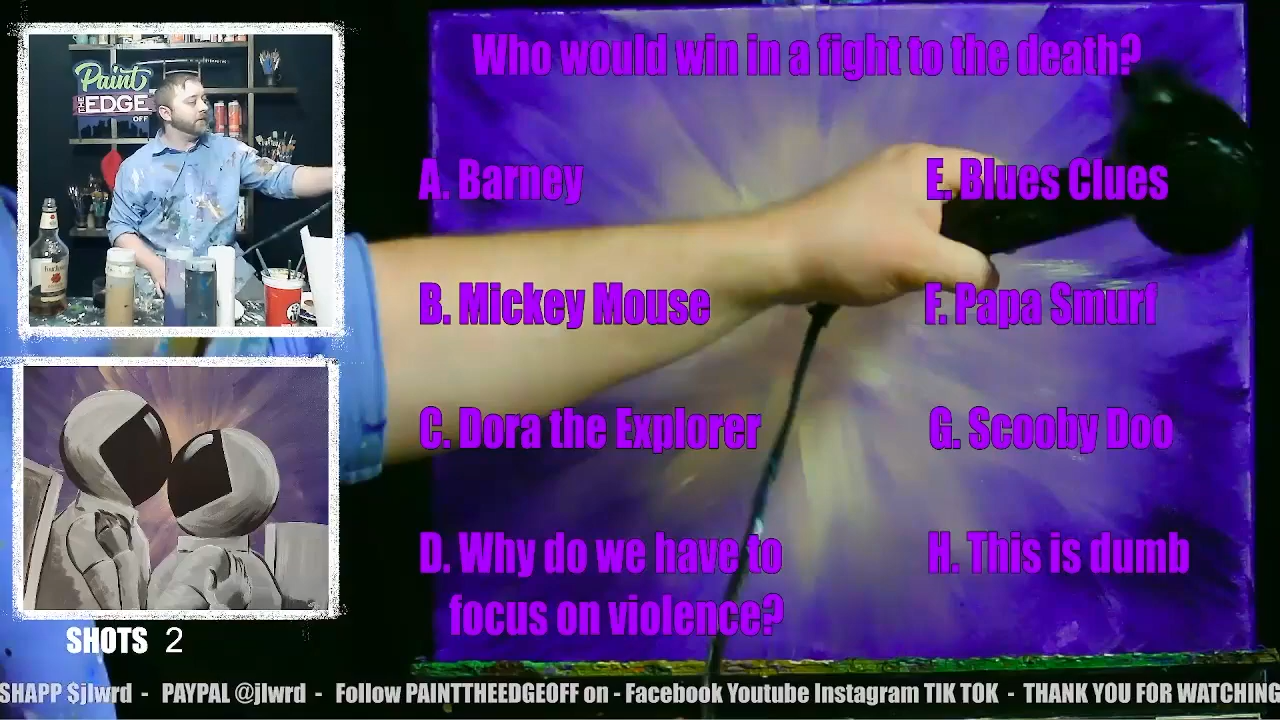 Paint
THE EDGE
OFF
Who would win in a fight to the death?
A. Barney
B. Mickey Mouse
C. Dora the Explorer
D. Why do we have to
focus on violence?
E. Blues Clues
F. Papa Smurf
G. Scooby Doo
H. This is dumb
SHOTS 2
SHAPP $jlwrd - PAYPAL @jlwrd - Follow PAINTTHEEDGEOFF on - Facebook Youtube Instagram TIK TOK - THANK YOU FOR WATCHING